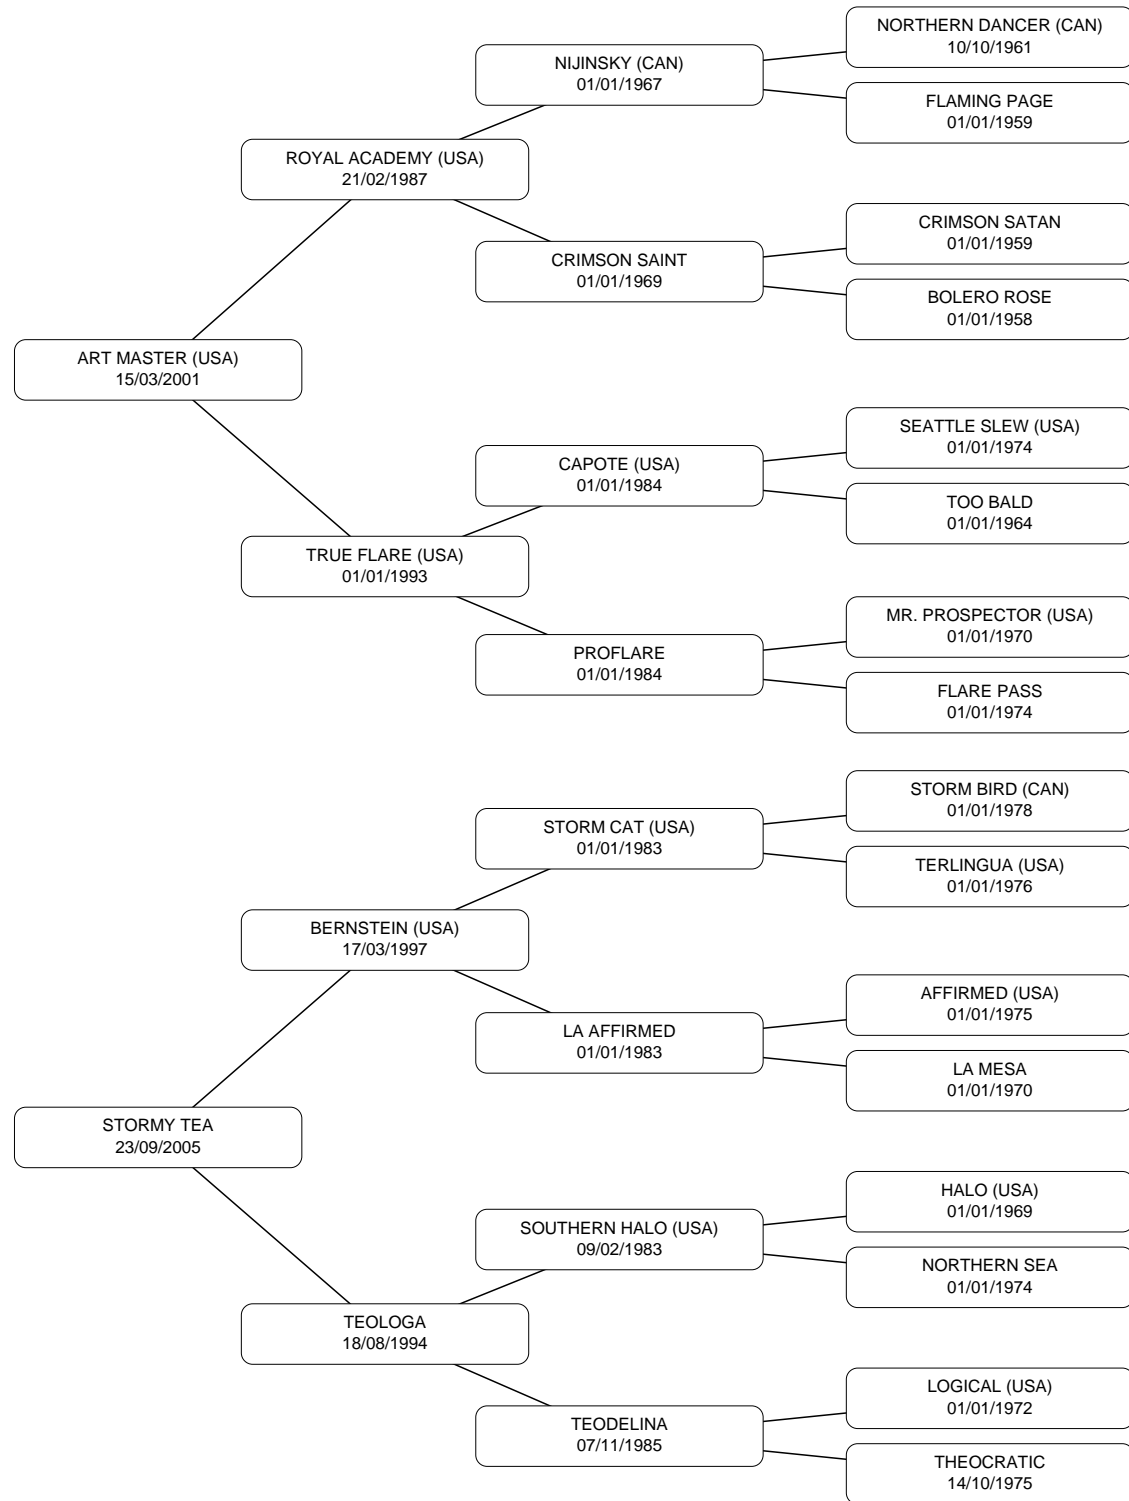 NORTHERN DANCER (CAN)
10/10/1961
NIJINSKY (CAN)
01/01/1967
FLAMING PAGE
01/01/1959
ROYAL ACADEMY (USA)
21/02/1987
CRIMSON SATAN
01/01/1959
CRIMSON SAINT
01/01/1969
BOLERO ROSE
01/01/1958
ART MASTER (USA)
15/03/2001
SEATTLE SLEW (USA)
01/01/1974
CAPOTE (USA)
01/01/1984
TOO BALD
01/01/1964
TRUE FLARE (USA)
01/01/1993
MR. PROSPECTOR (USA)
01/01/1970
PROFLARE
01/01/1984
FLARE PASS
01/01/1974
STORM BIRD (CAN)
01/01/1978
STORM CAT (USA)
01/01/1983
TERLINGUA (USA)
01/01/1976
BERNSTEIN (USA)
17/03/1997
AFFIRMED (USA)
01/01/1975
LA AFFIRMED
01/01/1983
LA MESA
01/01/1970
STORMY TEA
23/09/2005
HALO (USA)
01/01/1969
SOUTHERN HALO (USA)
09/02/1983
NORTHERN SEA
01/01/1974
TEOLOGA
18/08/1994
LOGICAL (USA)
01/01/1972
TEODELINA
07/11/1985
THEOCRATIC
14/10/1975